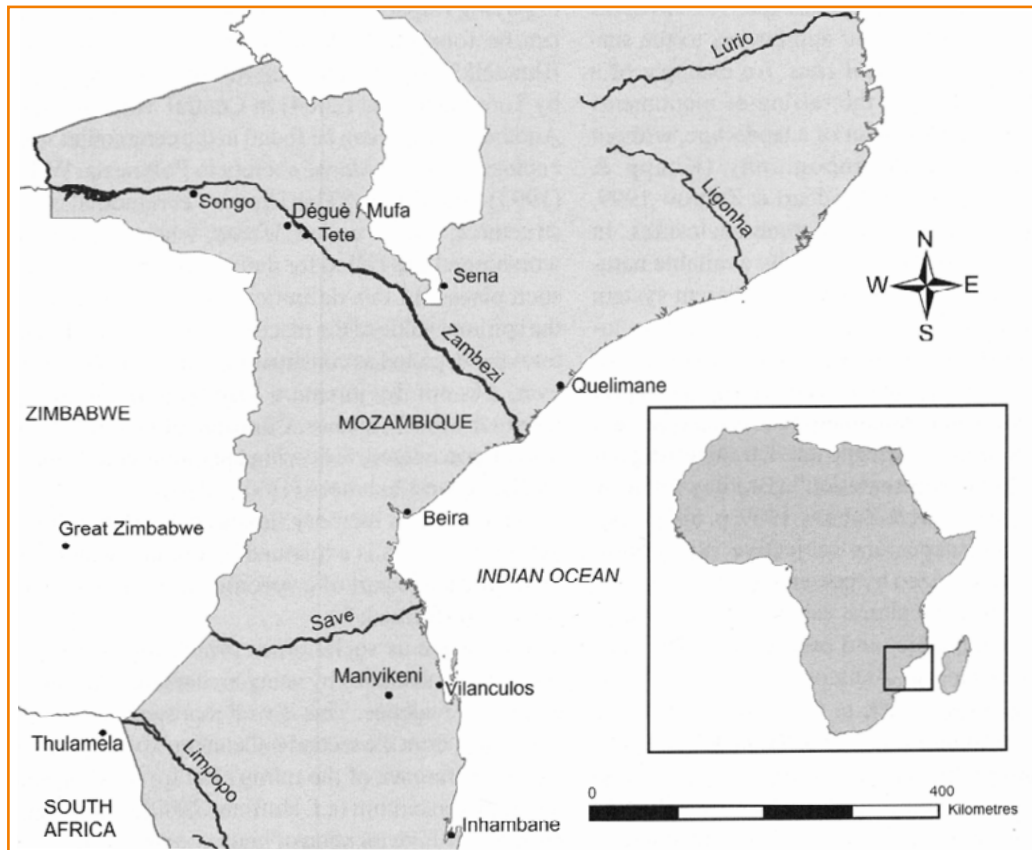 Lúrio
Ligonha
Songo
Dégué / Mufa
Tete
Sena
N
W E
S
Zambezi
Quelimane
ZIMBABWE
MOZAMBIQUE
Great Zimbabwe
Beira
INDIAN OCEAN
Save
Manyikeni
Vilanculos
Thulamela
Limpopo
SOUTH
AFRICA
Inhambane
0 400
Kilometres